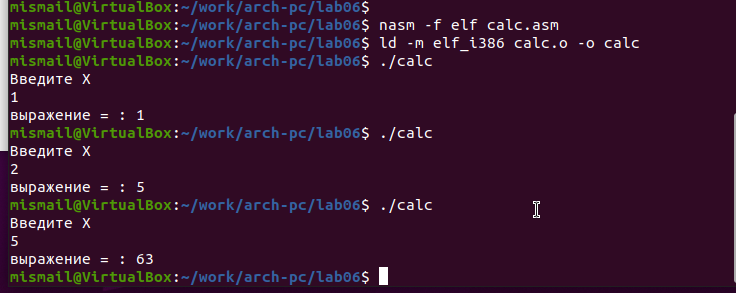 mismail@VirtualBox:~/work/arch-pc/lab06$
mismail@VirtualBox:~/work/arch-pc/lab06$ nasm -f elf calc.asm
mismail@VirtualBox:~/work/arch-pc/lab06$ ld -m elf_i386 calc.o -o calc
mismail@VirtualBox:~/work/arch-pc/lab06$ ./calc
Введите X
1
выражение = : 1
mismail@VirtualBox:~/work/arch-pc/lab06$ ./calc
Введите X
2
выражение = : 5
mismail@VirtualBox:~/work/arch-pc/lab06$ ./calc
Введите X
5
выражение = : 63
mismail@VirtualBox:~/work/arch-pc/lab06$